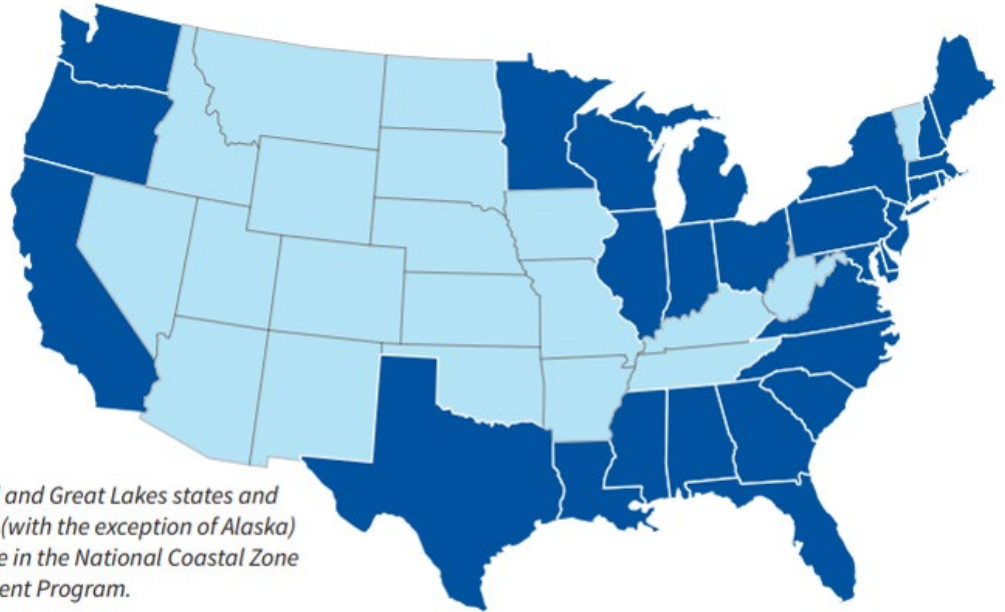 and Great Lakes states and
(with the exception of Alaska)
e in the National Coastal Zone
ent Program.